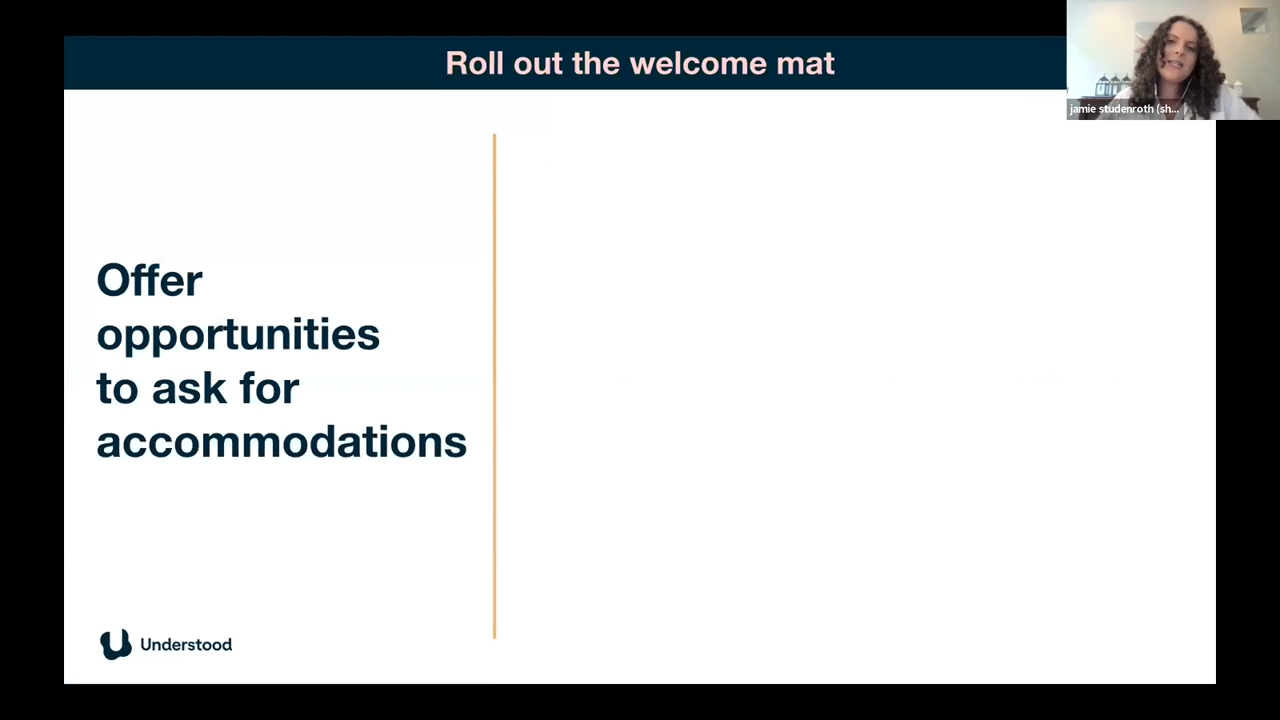 Roll out the welcome mat
jamie studenroth (sh...
Offer
opportunities
to ask for
accommodations
Understood